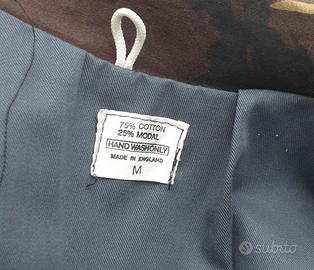 75% COTTON
25% MODAL
HAND WASH ONLY
MADE IN ENGLAND
M
subito